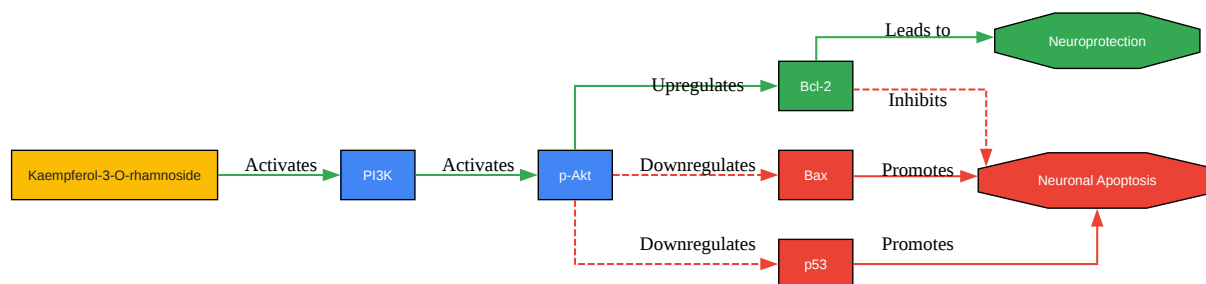 Leads to
Neuroprotection
Upregulates
Bcl-2
Inhibits
Kaempferol-3-O-rhamnoside
Activates
PI3K
Activates
p-Akt
Downregulates
Bax
Promotes
Neuronal Apoptosis
Downregulates
p53
Promotes